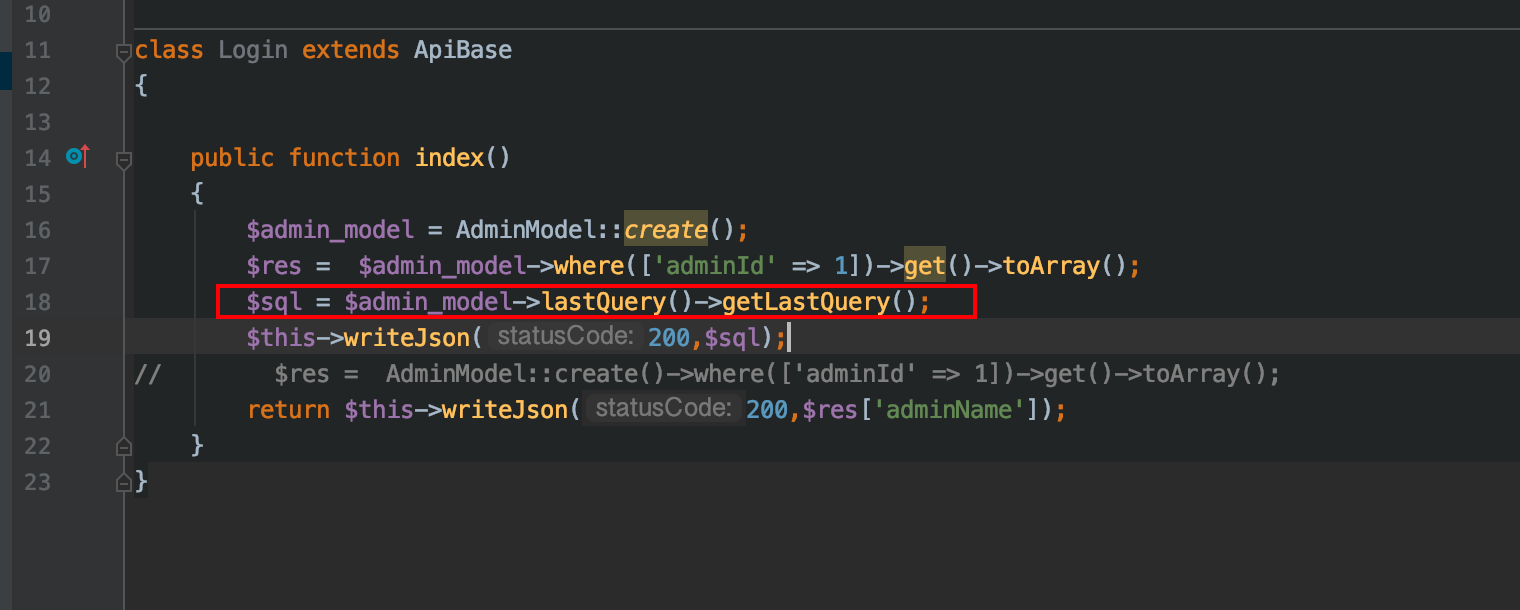 10
11 class Login extends ApiBase
12 {
13
14 public function index()
15 {
16 $admin_model = AdminModel::create();
17 $res =  $admin_model->where(['adminId' => 1])->get()->toArray();
18 $sql = $admin_model->lastQuery()->getLastQuery();
19 $this->writeJson( statusCode: 200,$sql);
20 //        $res =  AdminModel::create()->where(['adminId' => 1])->get()->toArray();
21 return $this->writeJson( statusCode: 200,$res['adminName']);
22 }
23 }